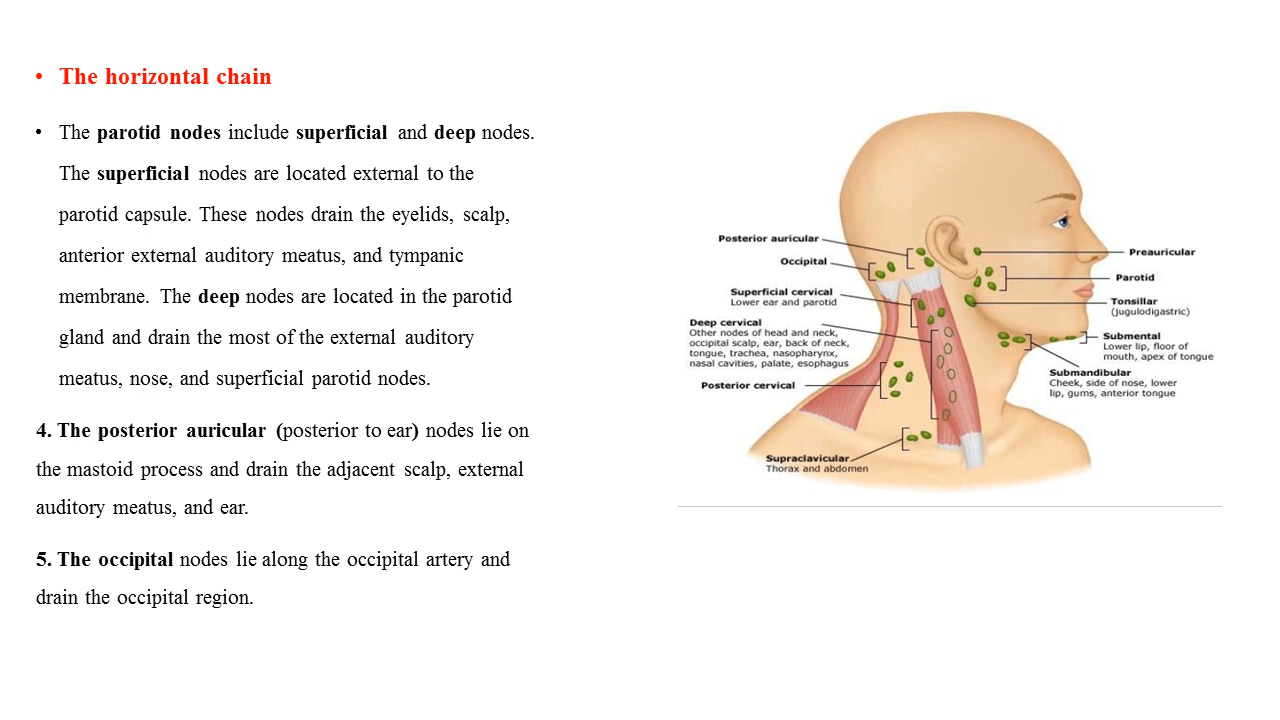 • The horizontal chain
• The parotid nodes include superficial and deep nodes.
The superficial nodes are located external to the
parotid capsule. These nodes drain the eyelids, scalp,
anterior external auditory meatus, and tympanic
membrane. The deep nodes are located in the parotid
gland and drain the most of the external auditory
meatus, nose, and superficial parotid nodes.
4. The posterior auricular (posterior to ear) nodes lie on
the mastoid process and drain the adjacent scalp, external
auditory meatus, and ear.
5. The occipital nodes lie along the occipital artery and
drain the occipital region.
Posterior auricular
Occipital
Superficial cervical
Lower ear and parotid
Deep cervical
Other nodes of head and neck,
occipital scalp, ear, back of neck,
tongue, trachea, nasopharynx,
nasal cavities, palate, esophagus
Posterior cervical
Supraclavicular
Thorax and abdomen
Preauricular
Parotid
Tonsillar
(jugulodigastric)
Submental
Lower lip, floor of
mouth, apex of tongue
Submandibular
Cheek, side of nose, lower
lip, gums, anterior tongue